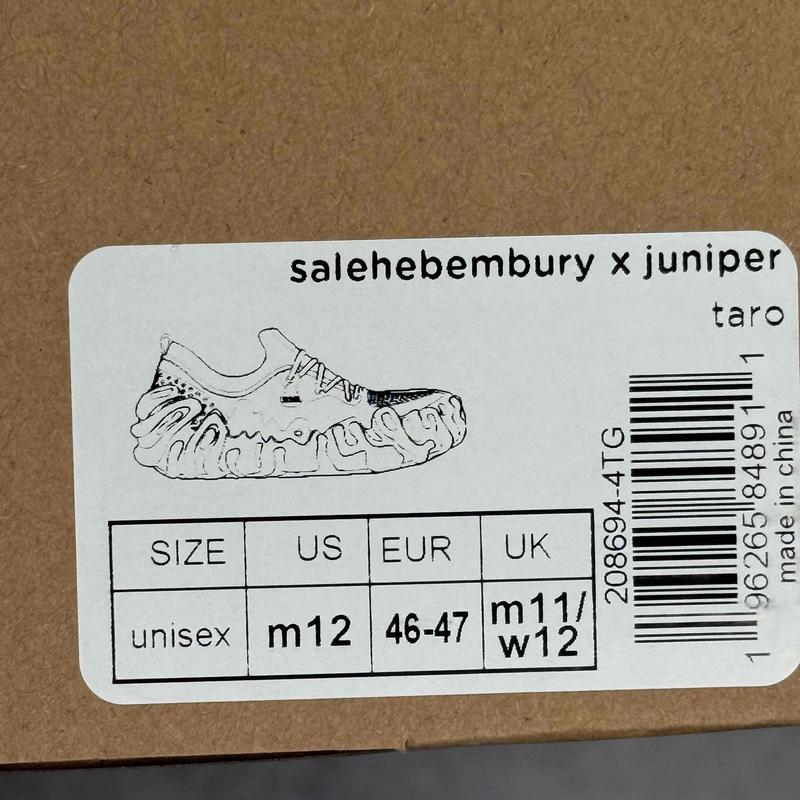 salehebembury x juniper
taro
SIZE US EUR UK
unisex m12 46-47 m11/
w12
208694-4TG
1 96265 84891 1
made in china